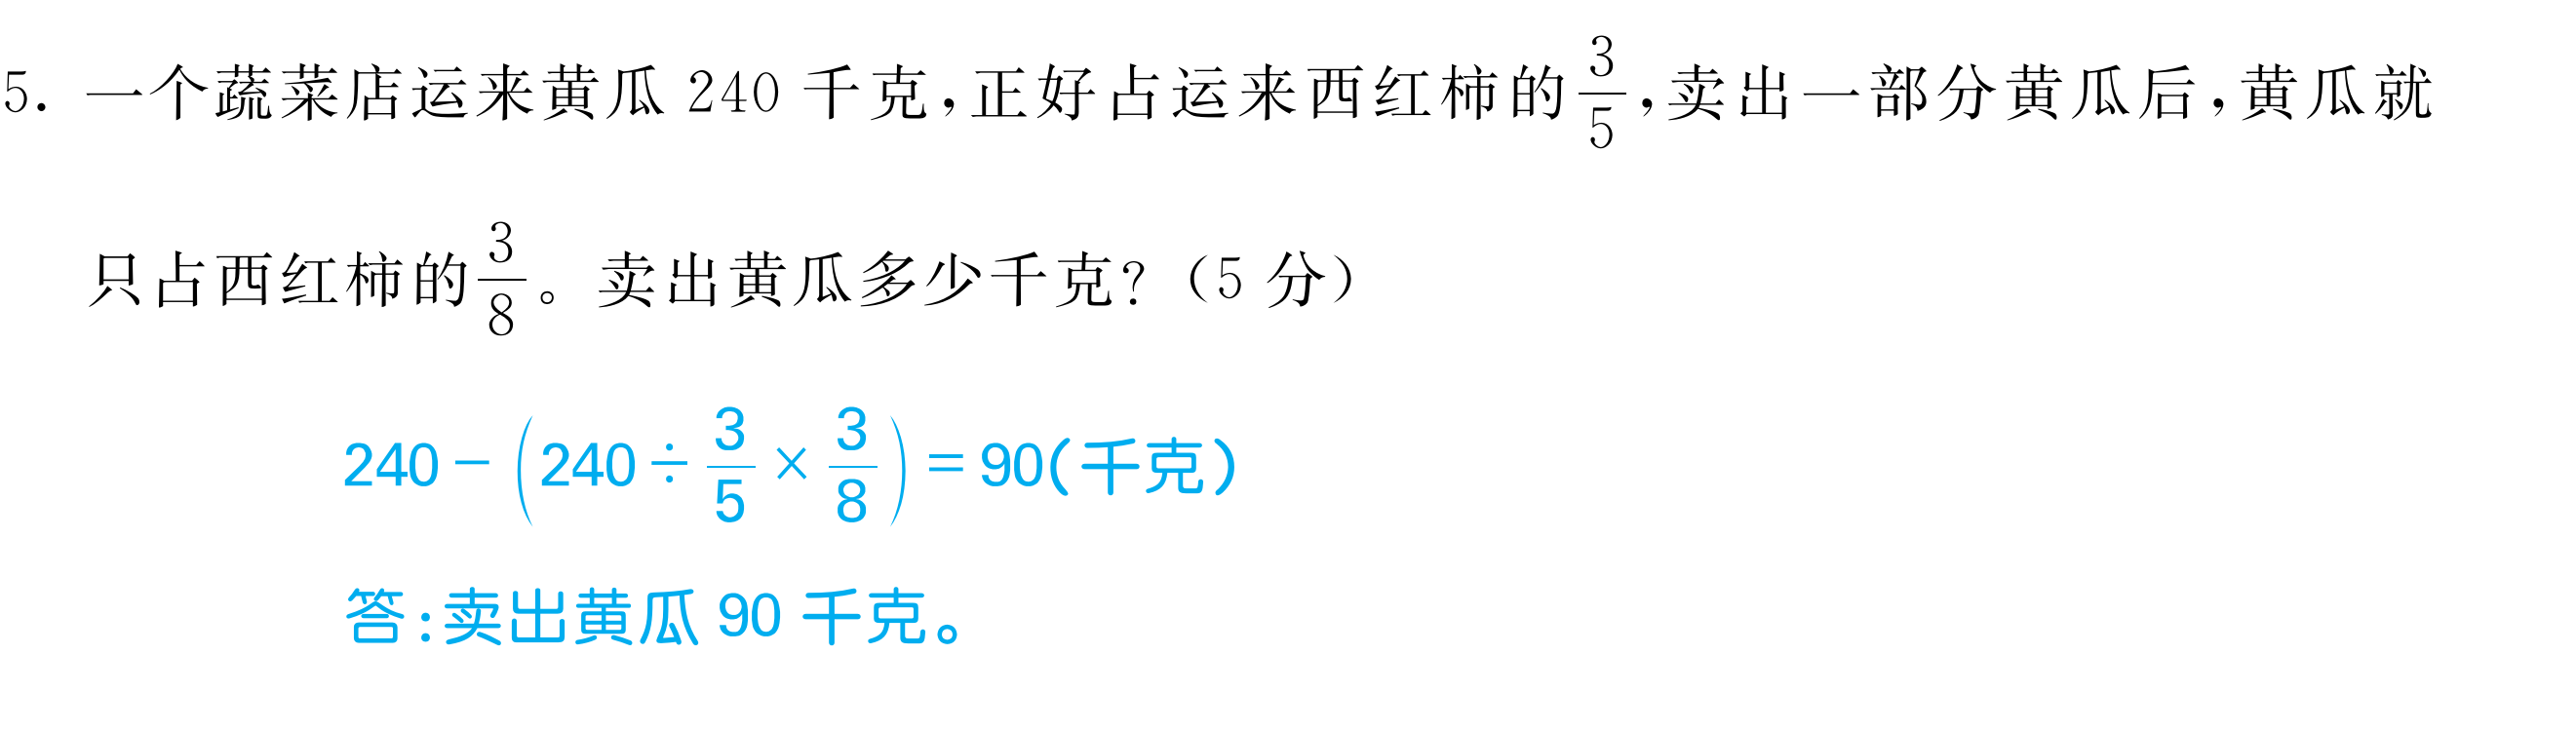 5. 一个蔬菜店运来黄瓜 240 千克,正好占运来西红柿的3/5,卖出一部分黄瓜后,黄瓜就
只占西红柿的3/8。卖出黄瓜多少千克?(5 分)
240－(240÷3/5×3/8)＝90(千克)
答:卖出黄瓜 90 千克。